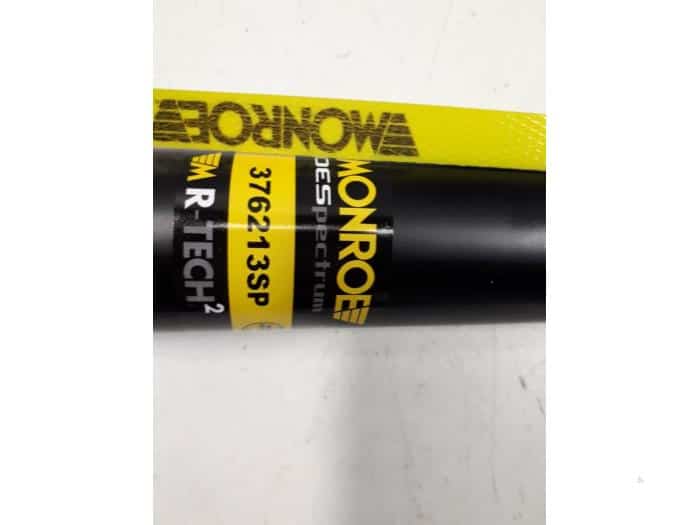 MONROE
MONROE
OESpectrum
376213SP
R-TECH²